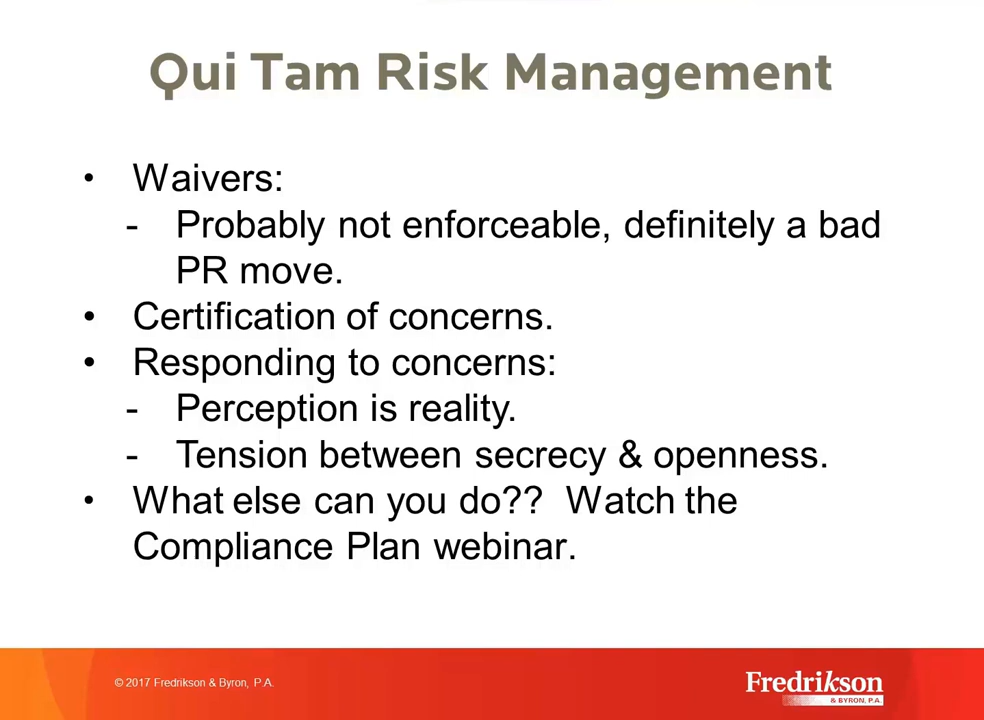 Qui Tam Risk Management
• Waivers:
- Probably not enforceable, definitely a bad
PR move.
• Certification of concerns.
• Responding to concerns:
- Perception is reality.
- Tension between secrecy & openness.
• What else can you do??  Watch the
Compliance Plan webinar.
© 2017 Fredrikson & Byron, P.A.
Fredrikson
& BYRON, P.A.